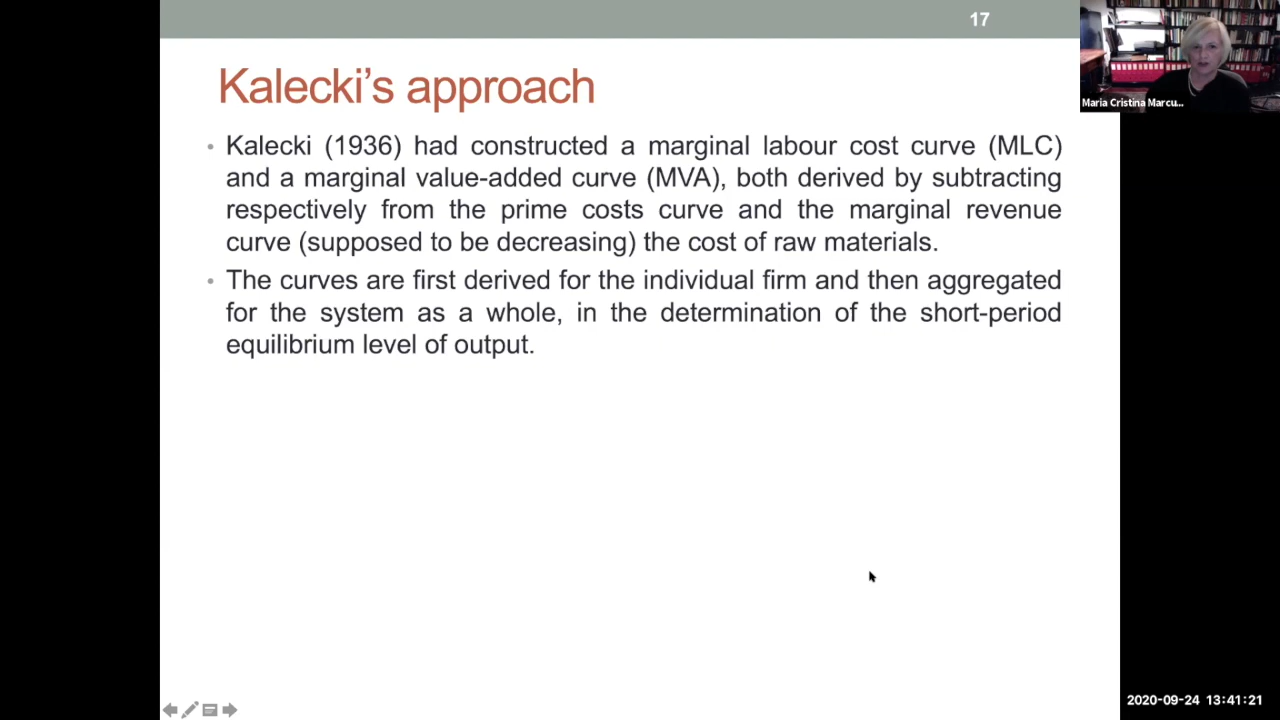 17
Maria Cristina Marcu...
Kalecki’s approach
• Kalecki (1936) had constructed a marginal labour cost curve (MLC)
and a marginal value-added curve (MVA), both derived by subtracting
respectively from the prime costs curve and the marginal revenue
curve (supposed to be decreasing) the cost of raw materials.
• The curves are first derived for the individual firm and then aggregated
for the system as a whole, in the determination of the short-period
equilibrium level of output.
2020-09-24 13:41:21